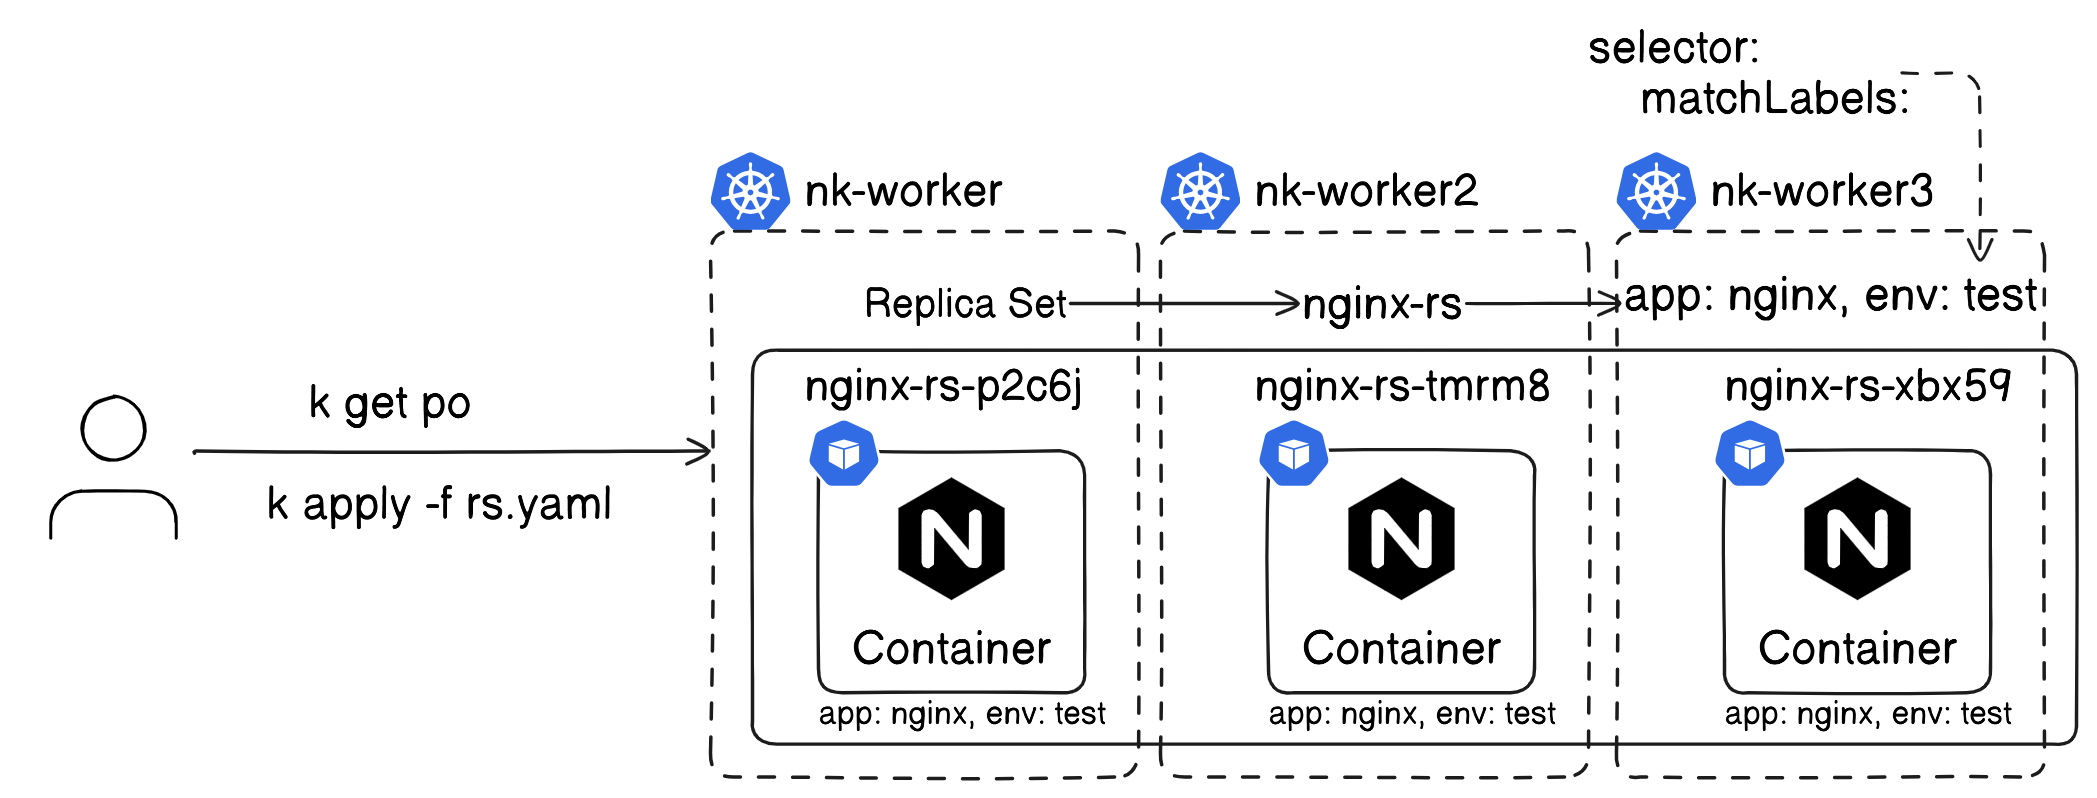 selector:
matchLabels:
nk-worker
nk-worker2
nk-worker3
Replica Set
nginx-rs
app: nginx, env: test
k get po
k apply -f rs.yaml
nginx-rs-p2c6j
nginx-rs-tmrm8
nginx-rs-xbx59
N
N
N
Container
Container
Container
app: nginx, env: test
app: nginx, env: test
app: nginx, env: test